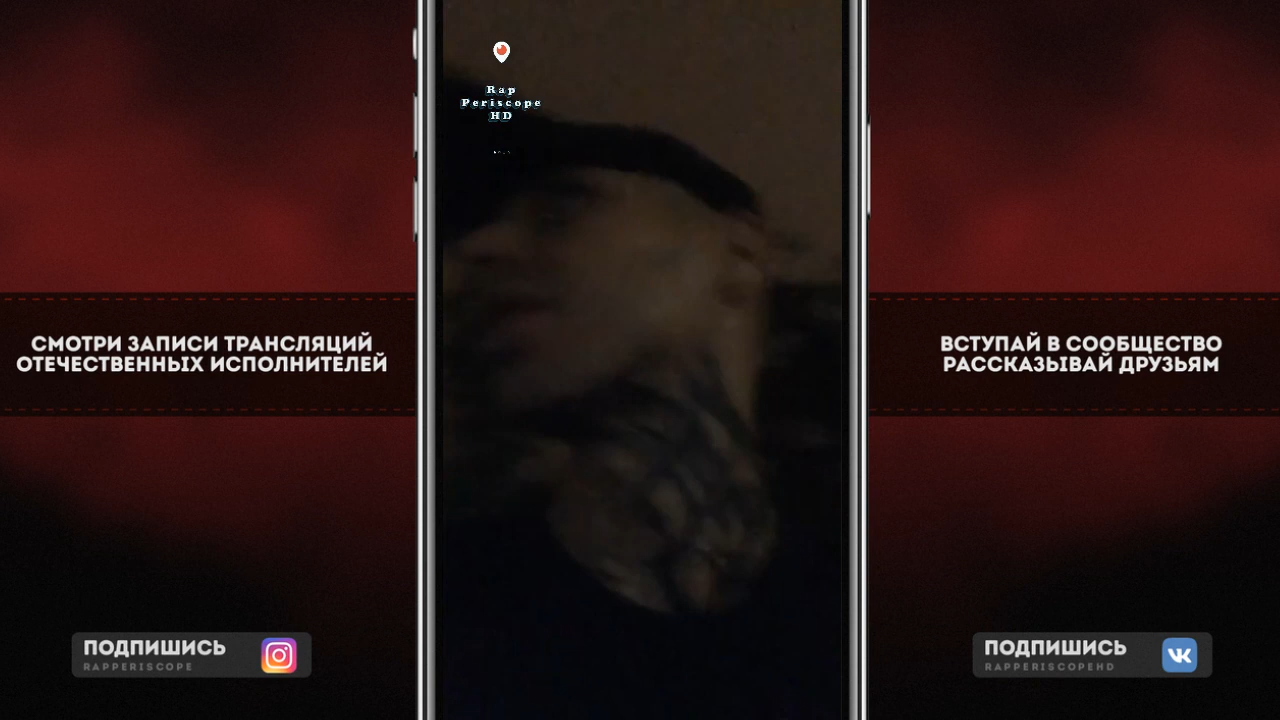 Rap
Periscope
HD
СМОТРИ ЗАПИСИ ТРАНСЛЯЦИЙ
ОТЕЧЕСТВЕННЫХ ИСПОЛНИТЕЛЕЙ
ВСТУПАЙ В СООБЩЕСТВО
РАССКАЗЫВАЙ ДРУЗЬЯМ
ПОДПИШИСЬ
RAPPERISCOPE
ПОДПИШИСЬ
RAPPERISCOPEHD